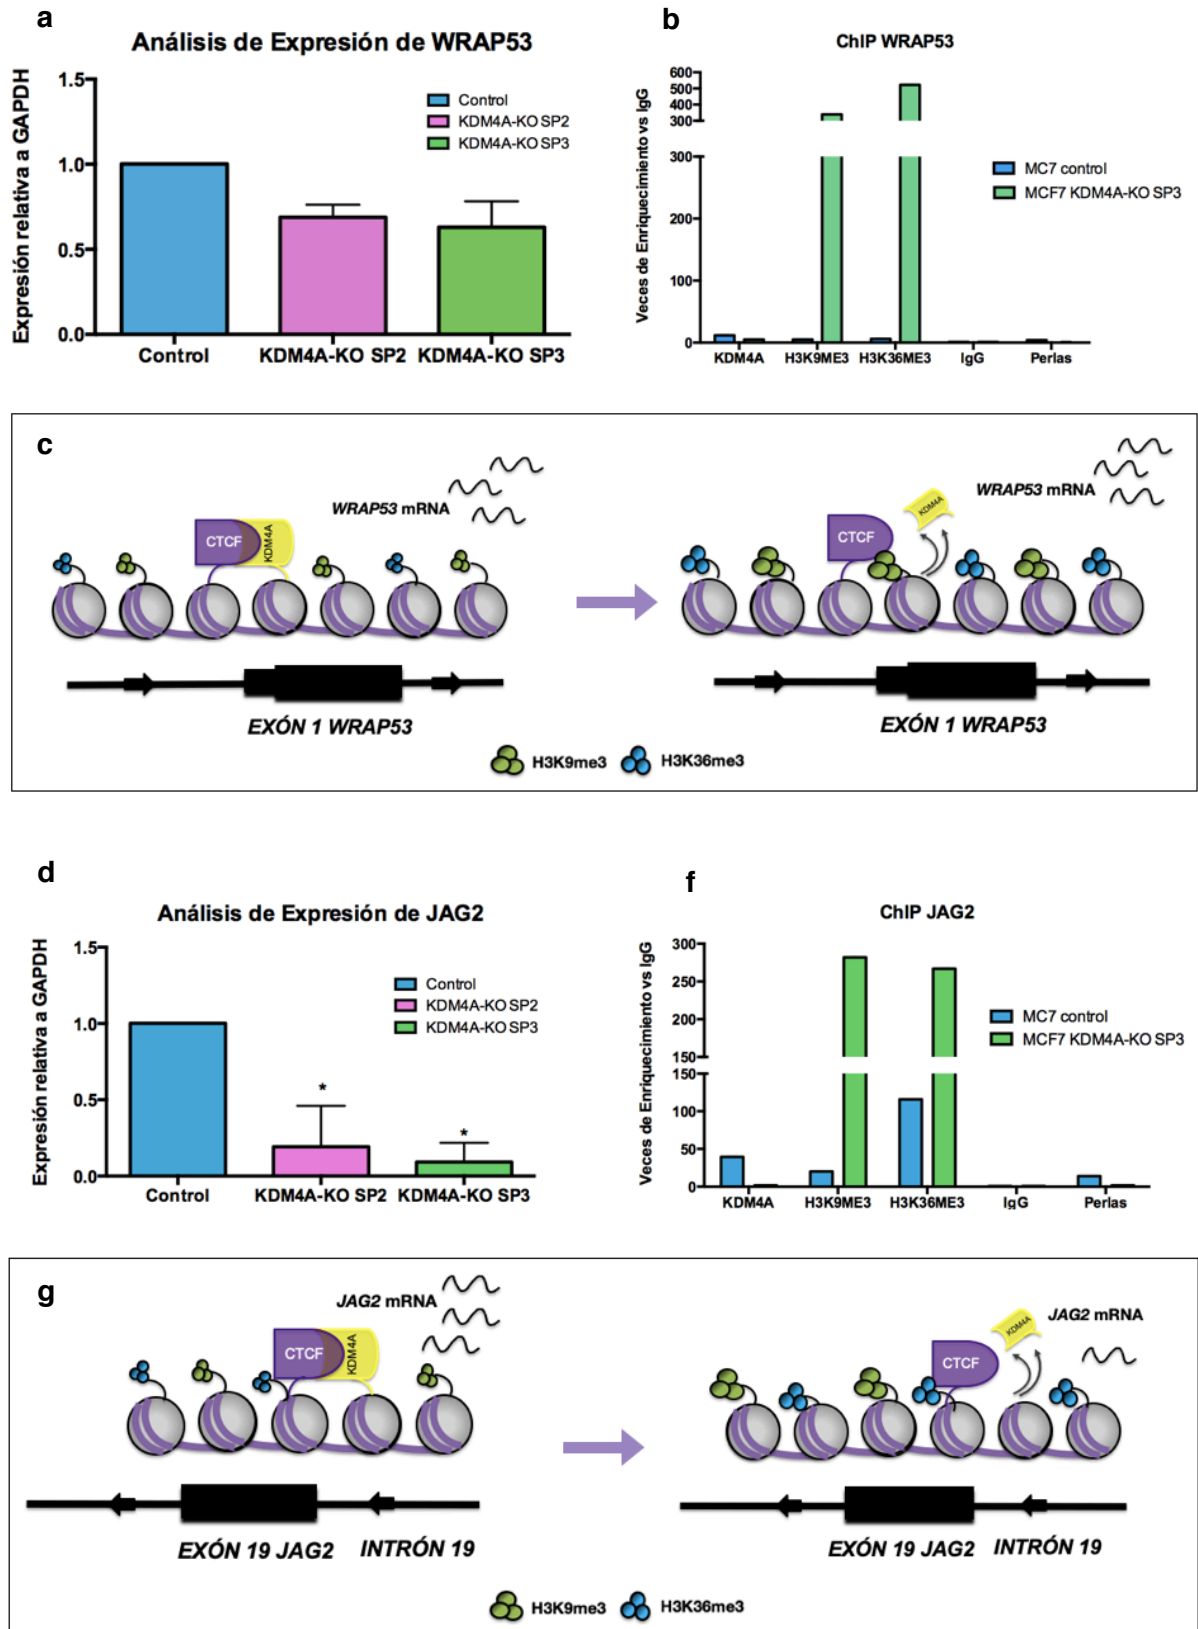 a
Análisis de Expresión de WRAP53
Expresión relativa a GAPDH
1.5
1.0
0.5
0.0
Control
KDM4A-KO SP2
KDM4A-KO SP3
Control
KDM4A-KO SP2
KDM4A-KO SP3
b
ChIP WRAP53
Veces de Enriquecimiento vs IgG
600
500
400
300
300
200
100
0
MC7 control
MCF7 KDM4A-KO SP3
KDM4A
H3K9ME3
H3K36ME3
IgG
Perlas
c
WRAP53 mRNA
CTCF
KDM4A
EXÓN 1 WRAP53
WRAP53 mRNA
KDM4A
CTCF
EXÓN 1 WRAP53
H3K9me3
H3K36me3
d
Análisis de Expresión de JAG2
Expresión relativa a GAPDH
1.5
1.0
0.5
0.0
Control
KDM4A-KO SP2
KDM4A-KO SP3
*
*
Control
KDM4A-KO SP2
KDM4A-KO SP3
f
ChIP JAG2
Veces de Enriquecimiento vs IgG
300
250
200
150
150
100
50
0
MC7 control
MCF7 KDM4A-KO SP3
KDM4A
H3K9ME3
H3K36ME3
IgG
Perlas
g
JAG2 mRNA
CTCF
KDM4A
EXÓN 19 JAG2
INTRÓN 19
JAG2 mRNA
KDM4A
CTCF
EXÓN 19 JAG2
INTRÓN 19
H3K9me3
H3K36me3